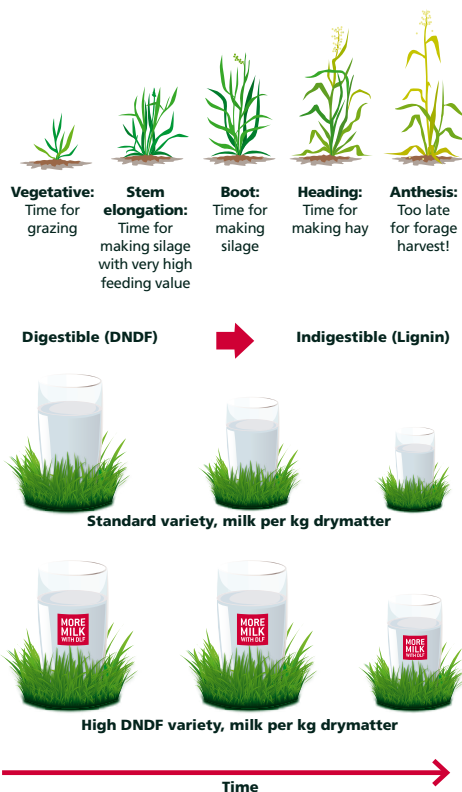 Vegetative:
Time for
grazing
Stem
elongation:
Time for
making silage
with very high
feeding value
Boot:
Time for
making
silage
Heading:
Time for
making hay
Anthesis:
Too late
for forage
harvest!
Digestible (DNDF)
Indigestible (Lignin)
Standard variety, milk per kg drymatter
MORE
MILK
WITH DLF
MORE
MILK
WITH DLF
MORE
MILK
WITH DLF
High DNDF variety, milk per kg drymatter
Time